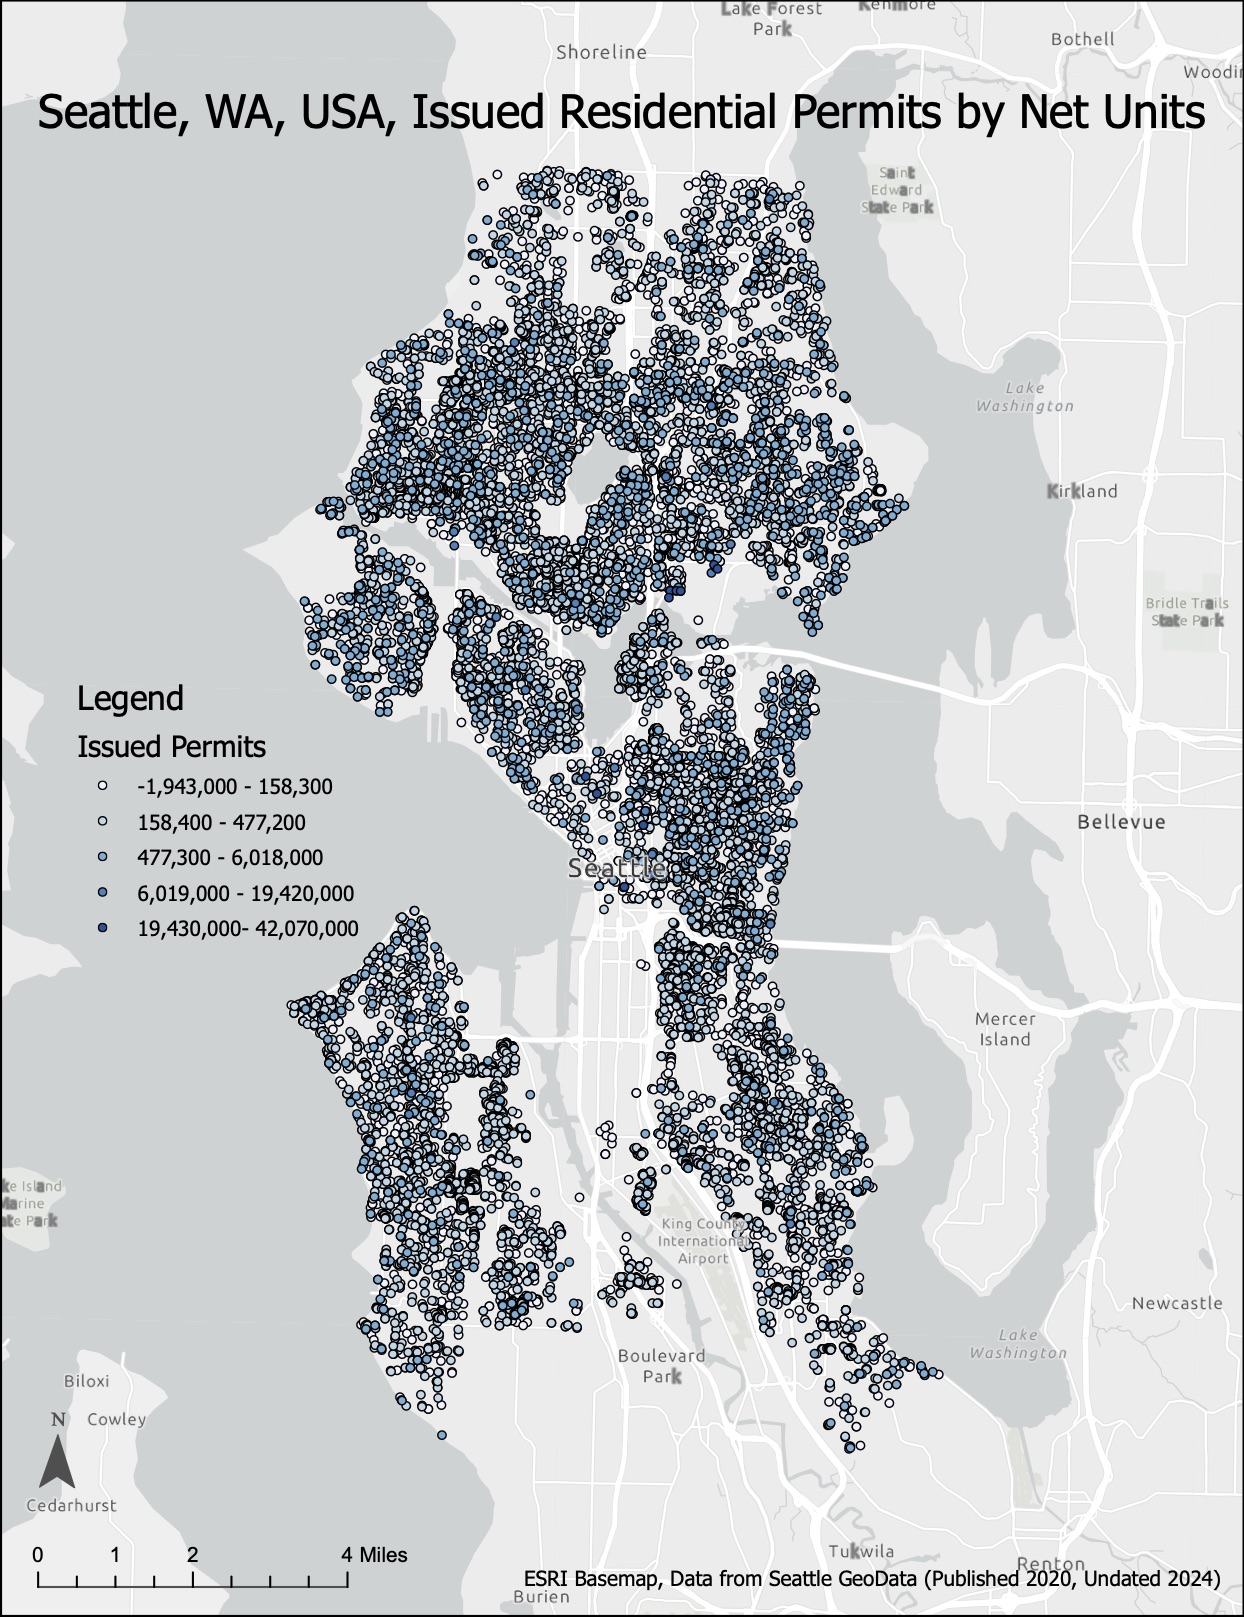 Lake Forest
Park
Kenmore
Shoreline
Bothell
Seattle, WA, USA, Issued Residential Permits by Net Units
Saint
Edward
State Park
Lake
Washington
Kirkland
Bridle Trails
State Park
Legend
Issued Permits
-1,943,000 - 158,300
158,400 - 477,200
477,300 - 6,018,000
6,019,000 - 19,420,000
19,430,000- 42,070,000
Bellevue
Seattle
Mercer
Island
Island
Marine
Park
King County
International
Airport
Newcastle
Lake
Washington
Boulevard
Park
Biloxi
N
Cowley
Cedarhurst
0 1 2 4 Miles
Tukwila
Renton
ESRI Basemap, Data from Seattle GeoData (Published 2020, Undated 2024)
Burien